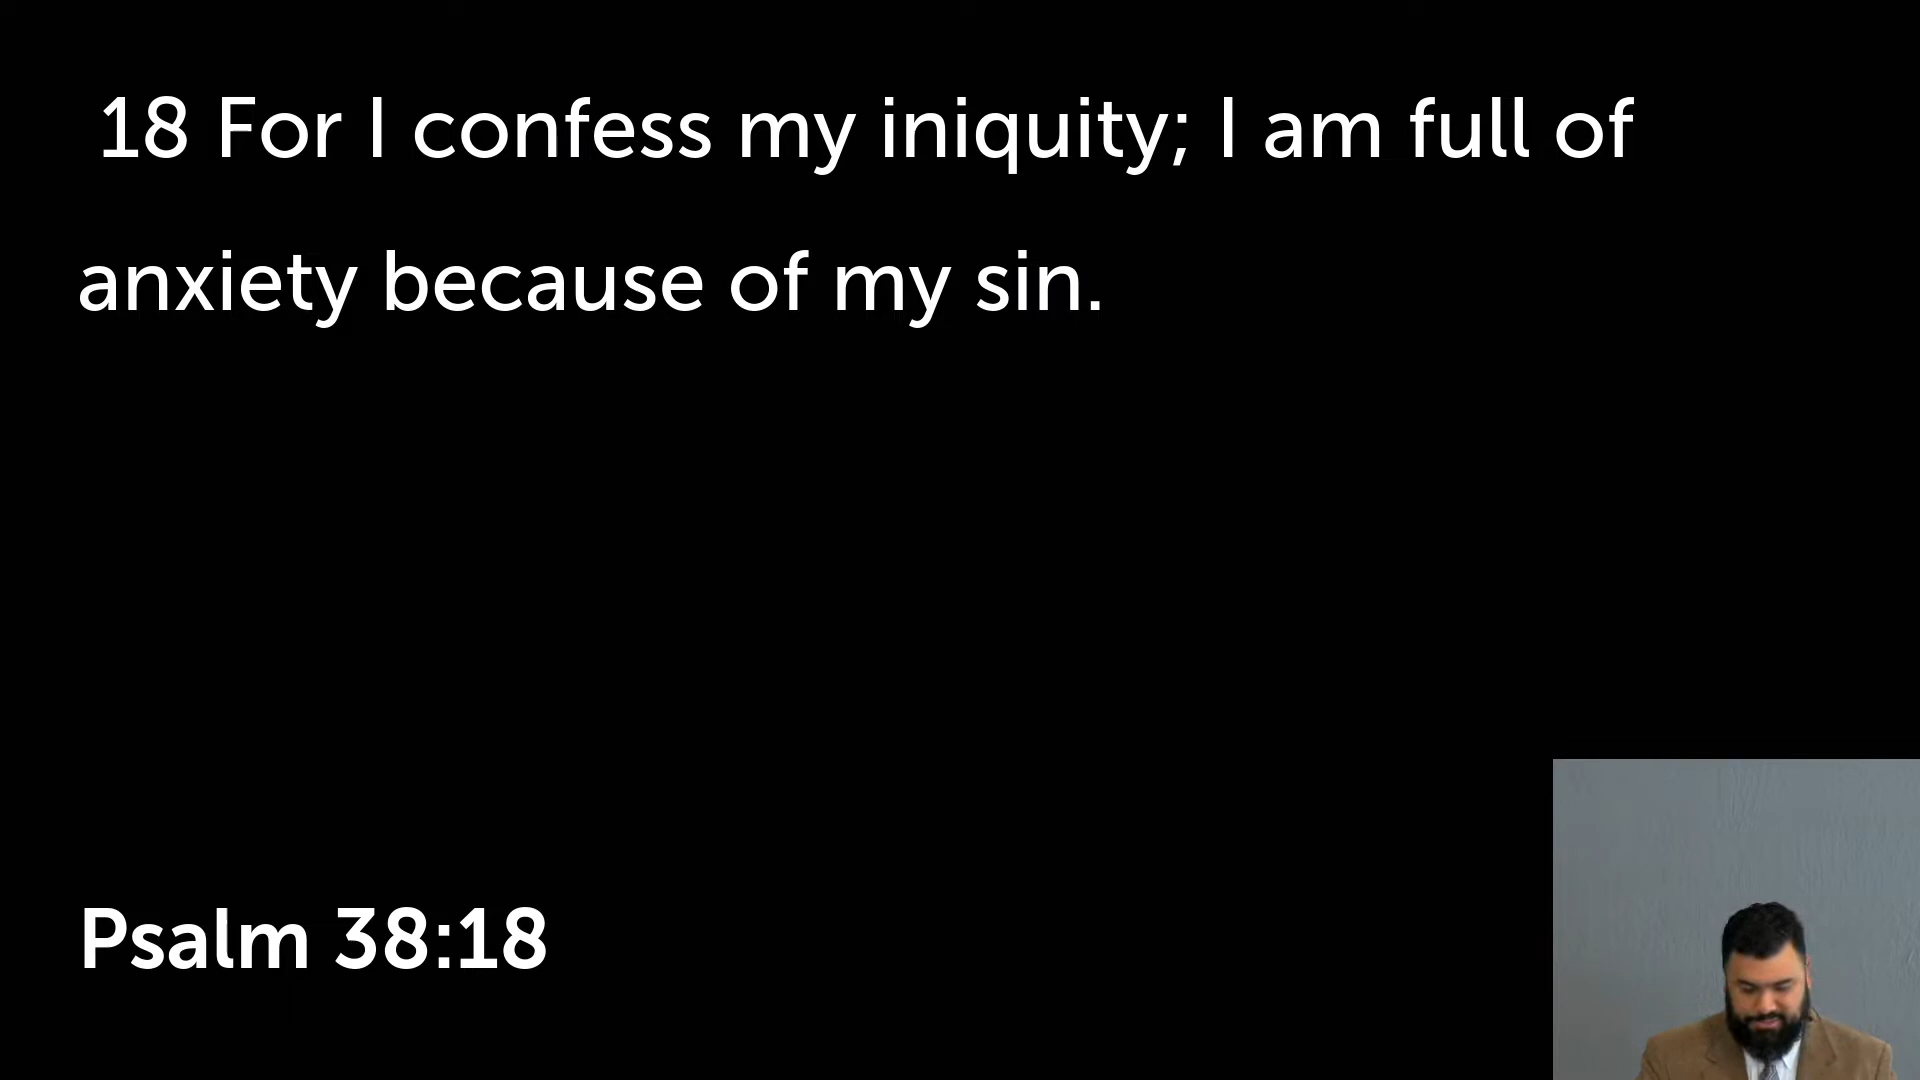 18 For I confess my iniquity; I am full of
anxiety because of my sin.
Psalm 38:18